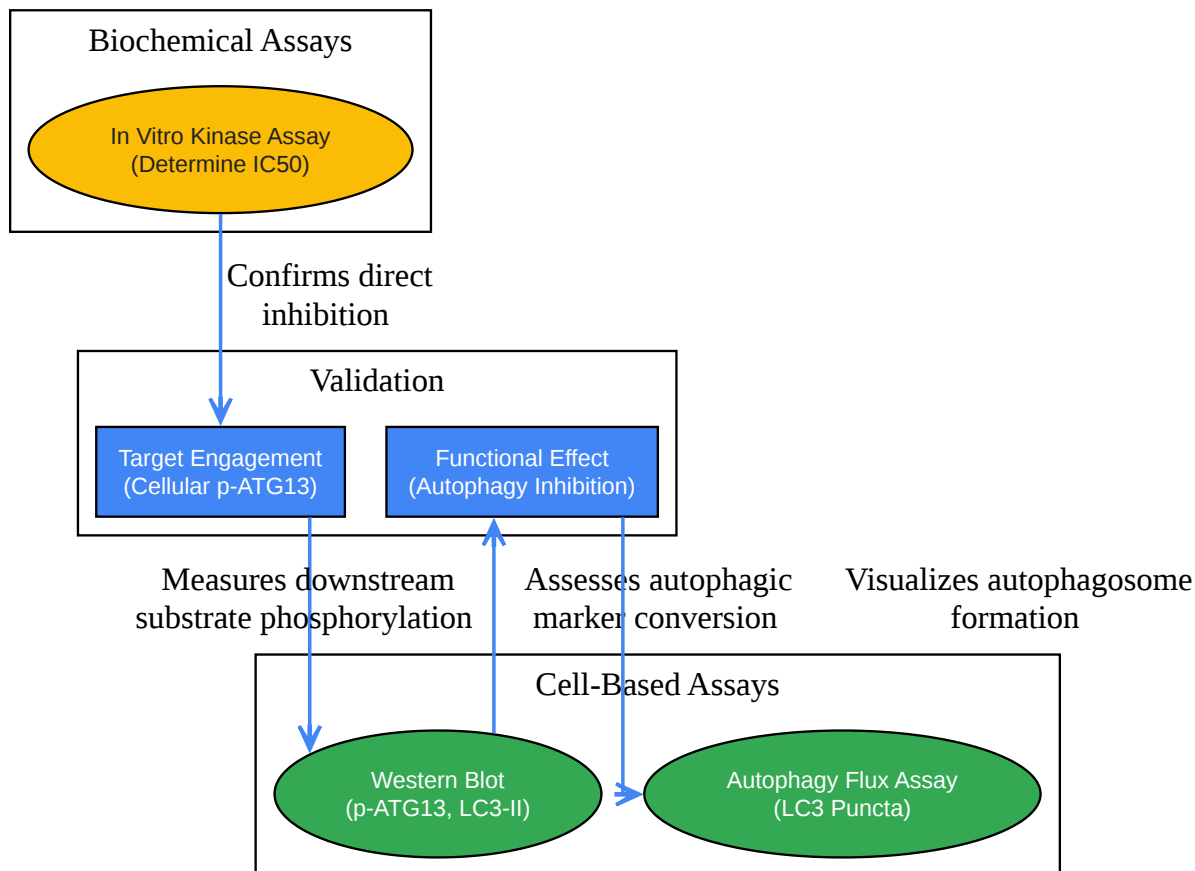 Biochemical Assays
In Vitro Kinase Assay
(Determine IC50)
Confirms direct
inhibition
Validation
Target Engagement
(Cellular p-ATG13)
Functional Effect
(Autophagy Inhibition)
Measures downstream
substrate phosphorylation
Assesses autophagic
marker conversion
Visualizes autophagosome
formation
Cell-Based Assays
Western Blot
(p-ATG13, LC3-II)
Autophagy Flux Assay
(LC3 Puncta)